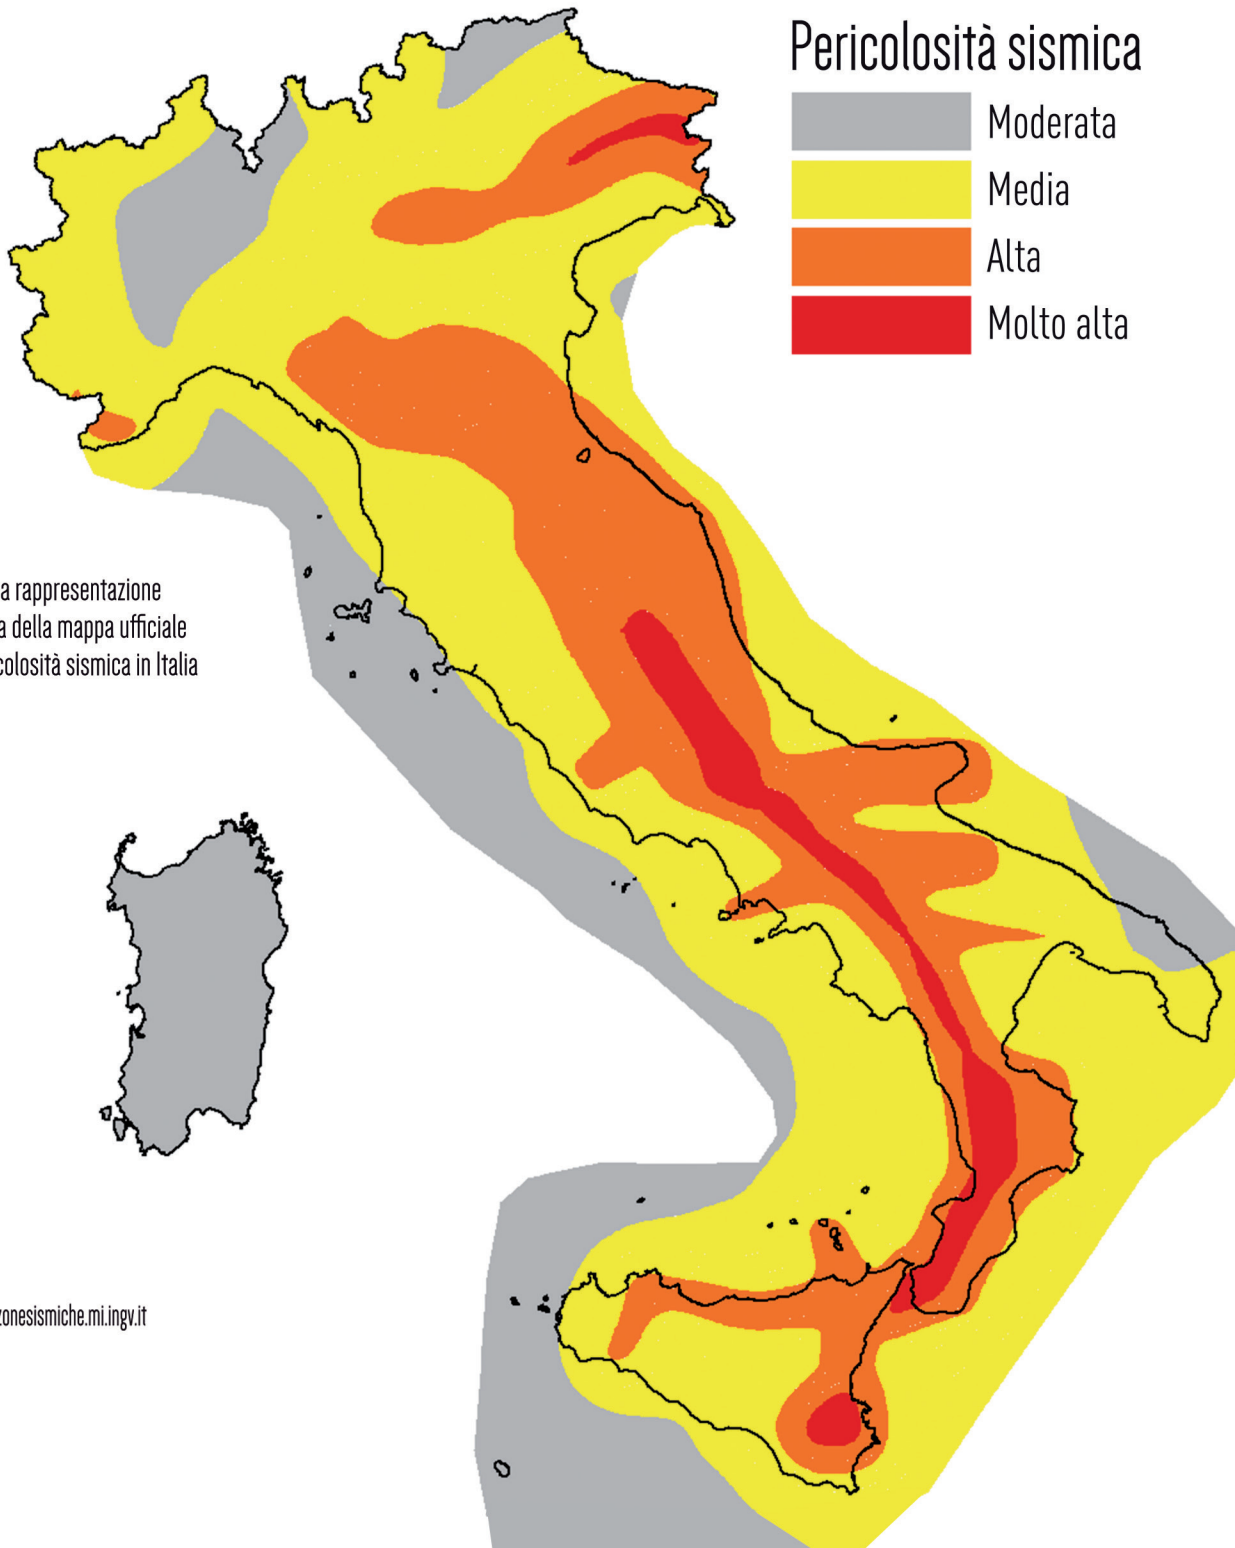 Pericolosità sismica
Moderata
Media
Alta
Molto alta
a rappresentazione
a della mappa ufficiale
colosità sismica in Italia
zonesismiche.mi.ingv.it